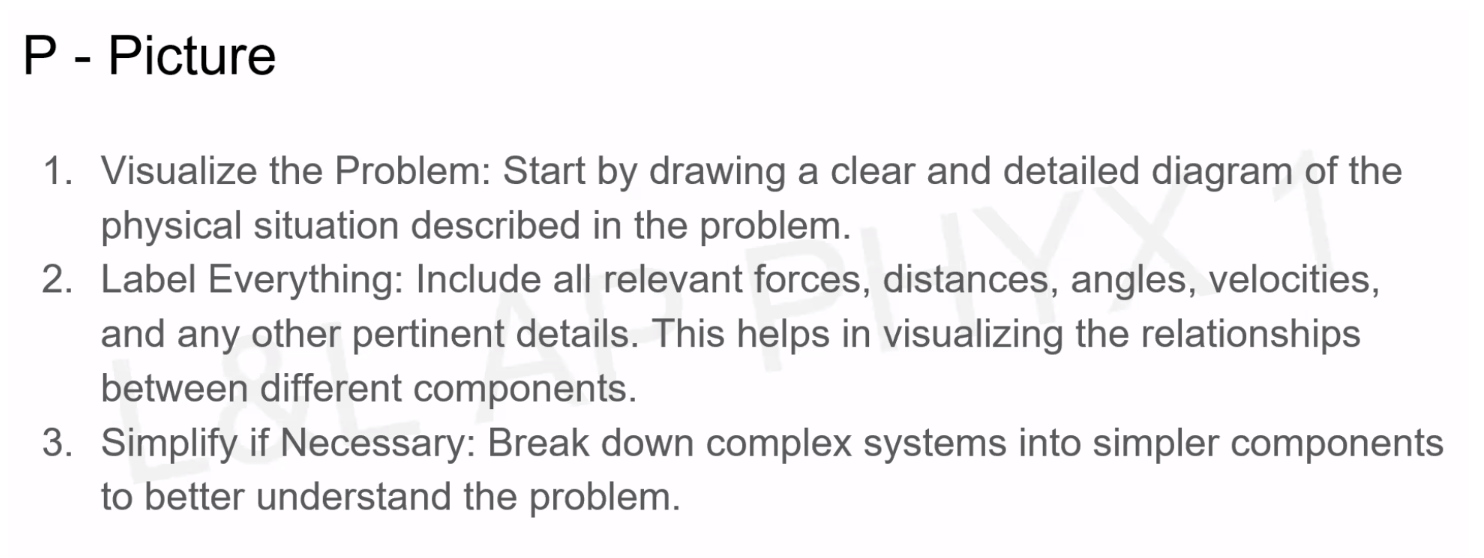 P - Picture
1. Visualize the Problem: Start by drawing a clear and detailed diagram of the
physical situation described in the problem.
2. Label Everything: Include all relevant forces, distances, angles, velocities,
and any other pertinent details. This helps in visualizing the relationships
between different components.
3. Simplify if Necessary: Break down complex systems into simpler components
to better understand the problem.
L&L AP PHYX 1